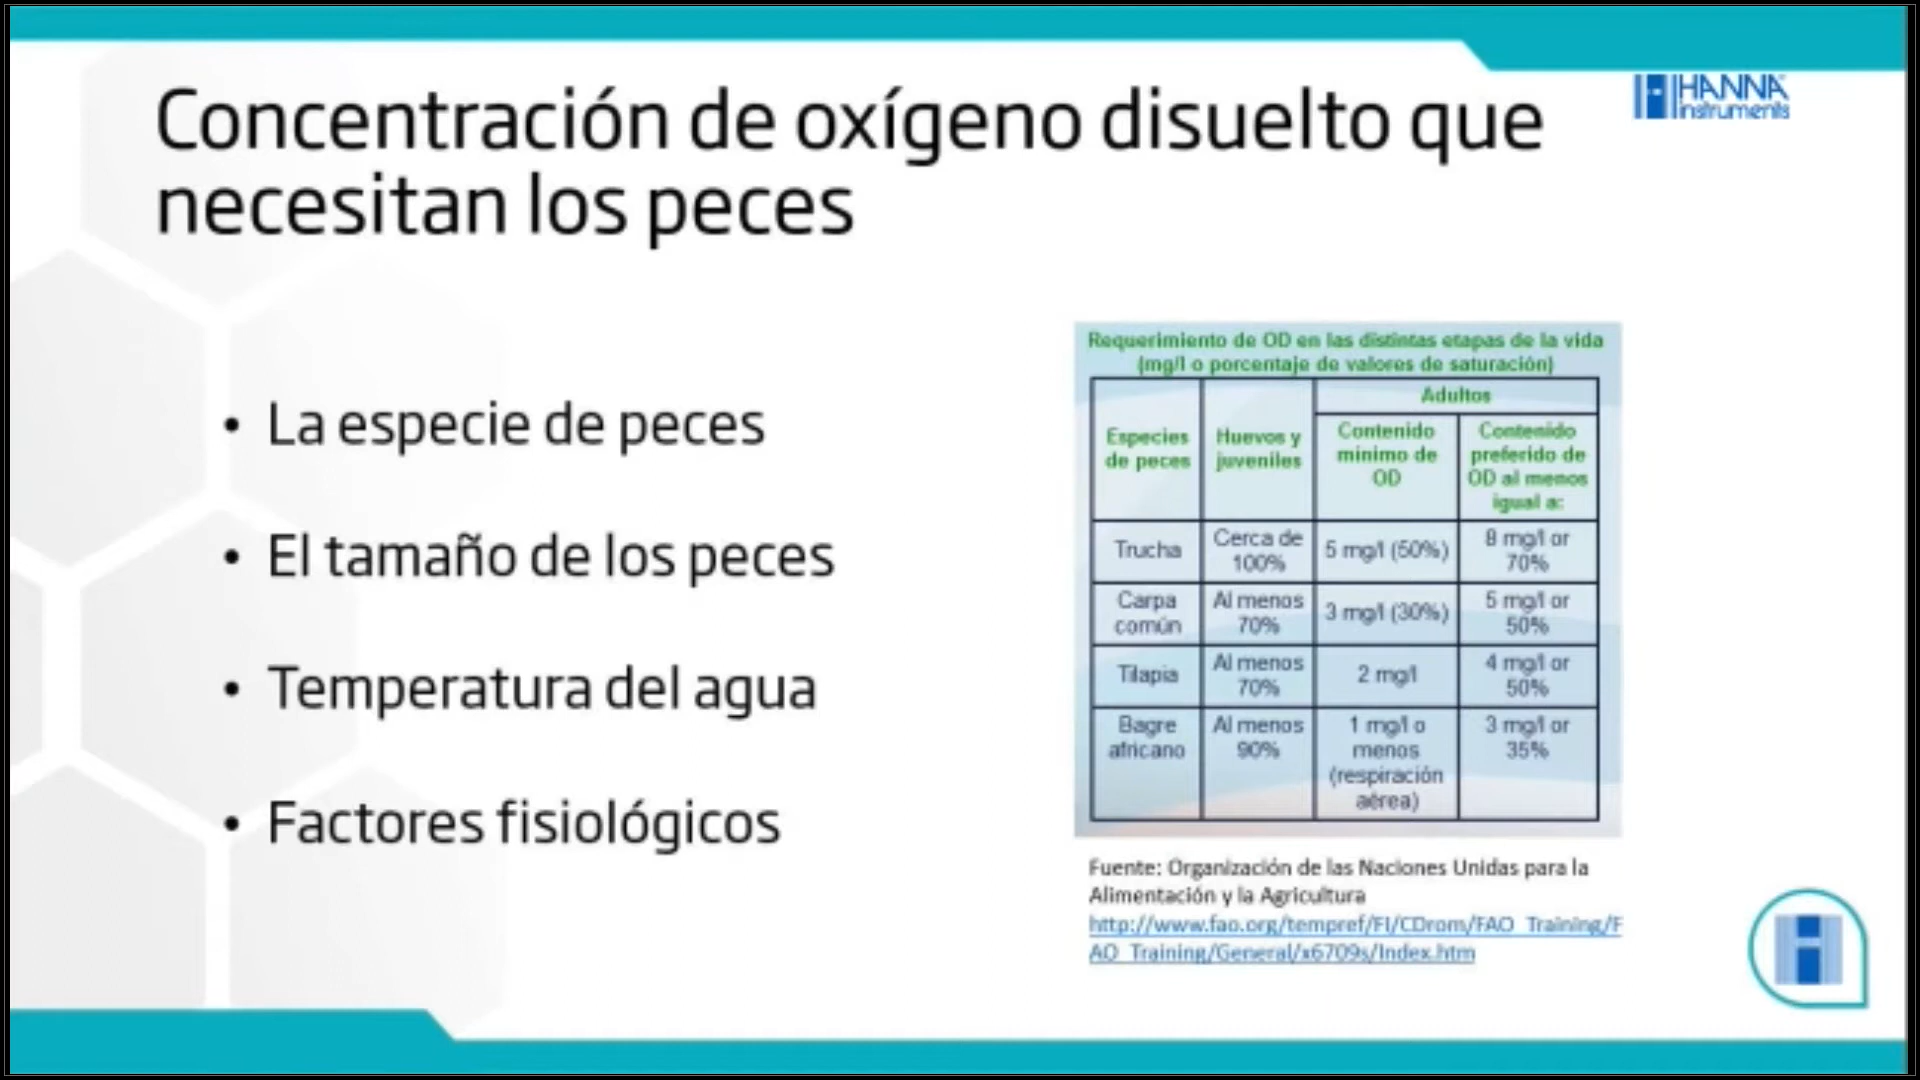 HANNA
instruments
Concentración de oxígeno disuelto que
necesitan los peces
• La especie de peces
• El tamaño de los peces
• Temperatura del agua
• Factores fisiológicos
Requerimiento de OD en las distintas etapas de la vida
(mg/l o porcentaje de valores de saturación)
Especies
de peces
Huevos y
juveniles
Adultos
Contenido
mínimo de
OD
Contenido
preferido de
OD al menos
igual a:
Trucha
Cerca de
100%
5 mg/l (50%)
8 mg/l or
70%
Carpa
común
Al menos
70%
3 mg/l (30%)
5 mg/l or
50%
Tilapia
Al menos
70%
2 mg/l
4 mg/l or
50%
Bagre
africano
Al menos
90%
1 mg/l o
menos
(respiración
aérea)
3 mg/l or
35%
Fuente: Organización de las Naciones Unidas para la
Alimentación y la Agricultura
http://www.fao.org/tempref/FI/CDrom/FAO_Training/F
AO_Training/General/x6709s/Index.htm